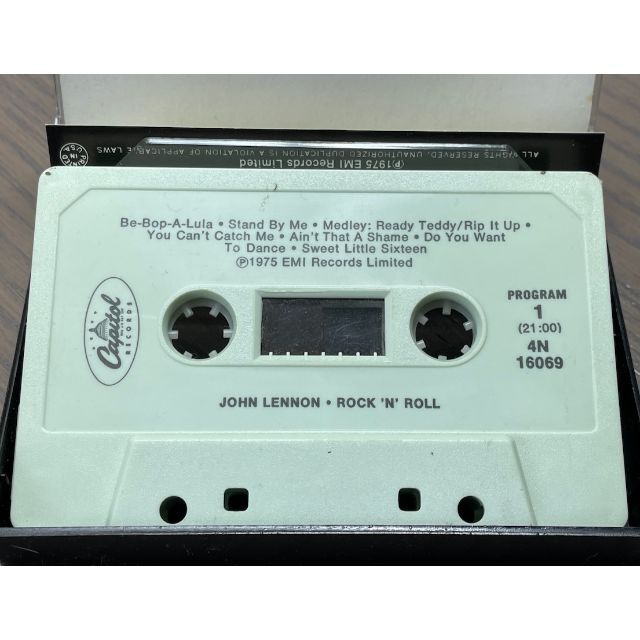 ALL RIGHTS RESERVED. UNAUTHORIZED DUPLICATION IS A VIOLATION OF APPLICABLE LAWS
℗1975 EMI Records Limited
PRINTED
IN
USA
Be-Bop-A-Lula • Stand By Me • Medley: Ready Teddy/Rip It Up •
You Can't Catch Me • Ain't That A Shame • Do You Want
To Dance • Sweet Little Sixteen
℗1975 EMI Records Limited
Capitol
RECORDS
PROGRAM
1
(21:00)
4N
16069
JOHN LENNON • ROCK 'N' ROLL